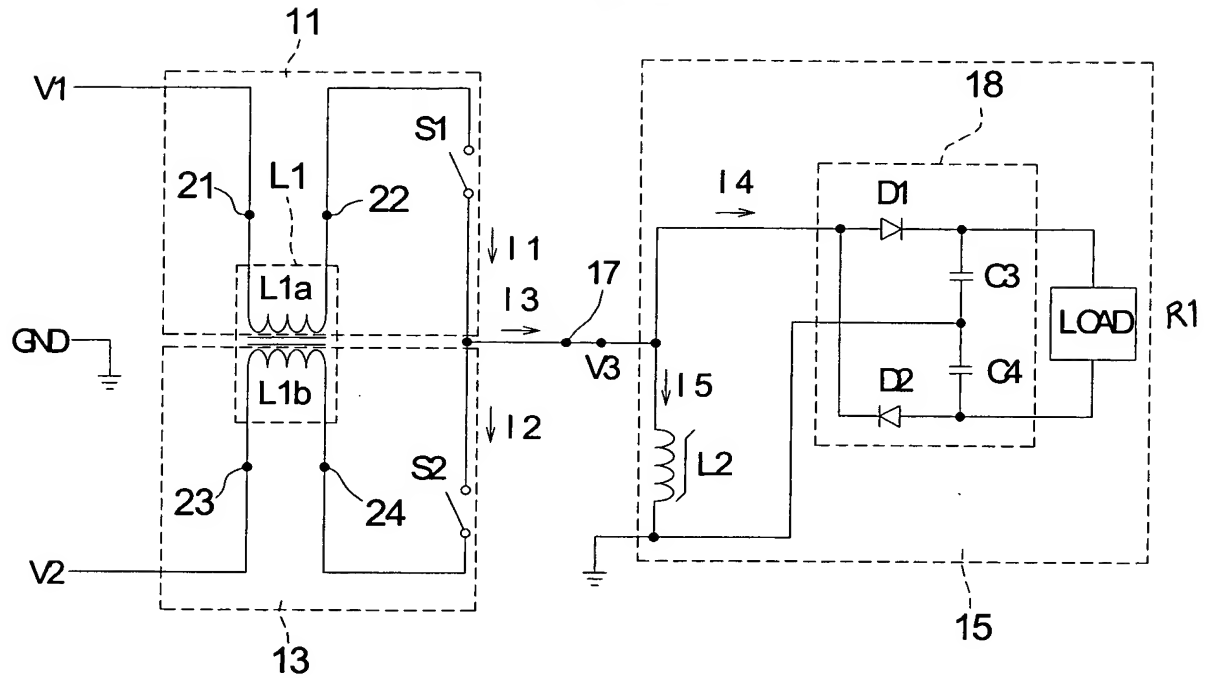 11
V1
18
S1
L1
21
22
I4
D1
I1
L1a
I3
17
C3
LOAD
R1
GND
V3
L1b
I5
D2
C4
I2
S2
L2
23
24
V2
15
13